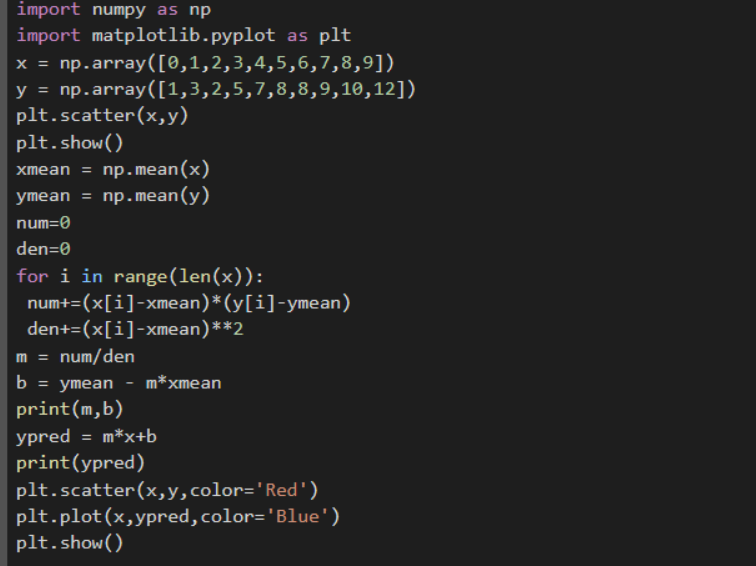 import numpy as np
import matplotlib.pyplot as plt
x = np.array([0,1,2,3,4,5,6,7,8,9])
y = np.array([1,3,2,5,7,8,8,9,10,12])
plt.scatter(x,y)
plt.show()
xmean = np.mean(x)
ymean = np.mean(y)
num=0
den=0
for i in range(len(x)):
 num+=(x[i]-xmean)*(y[i]-ymean)
 den+=(x[i]-xmean)**2
m = num/den
b = ymean - m*xmean
print(m,b)
ypred = m*x+b
print(ypred)
plt.scatter(x,y,color='Red')
plt.plot(x,ypred,color='Blue')
plt.show()